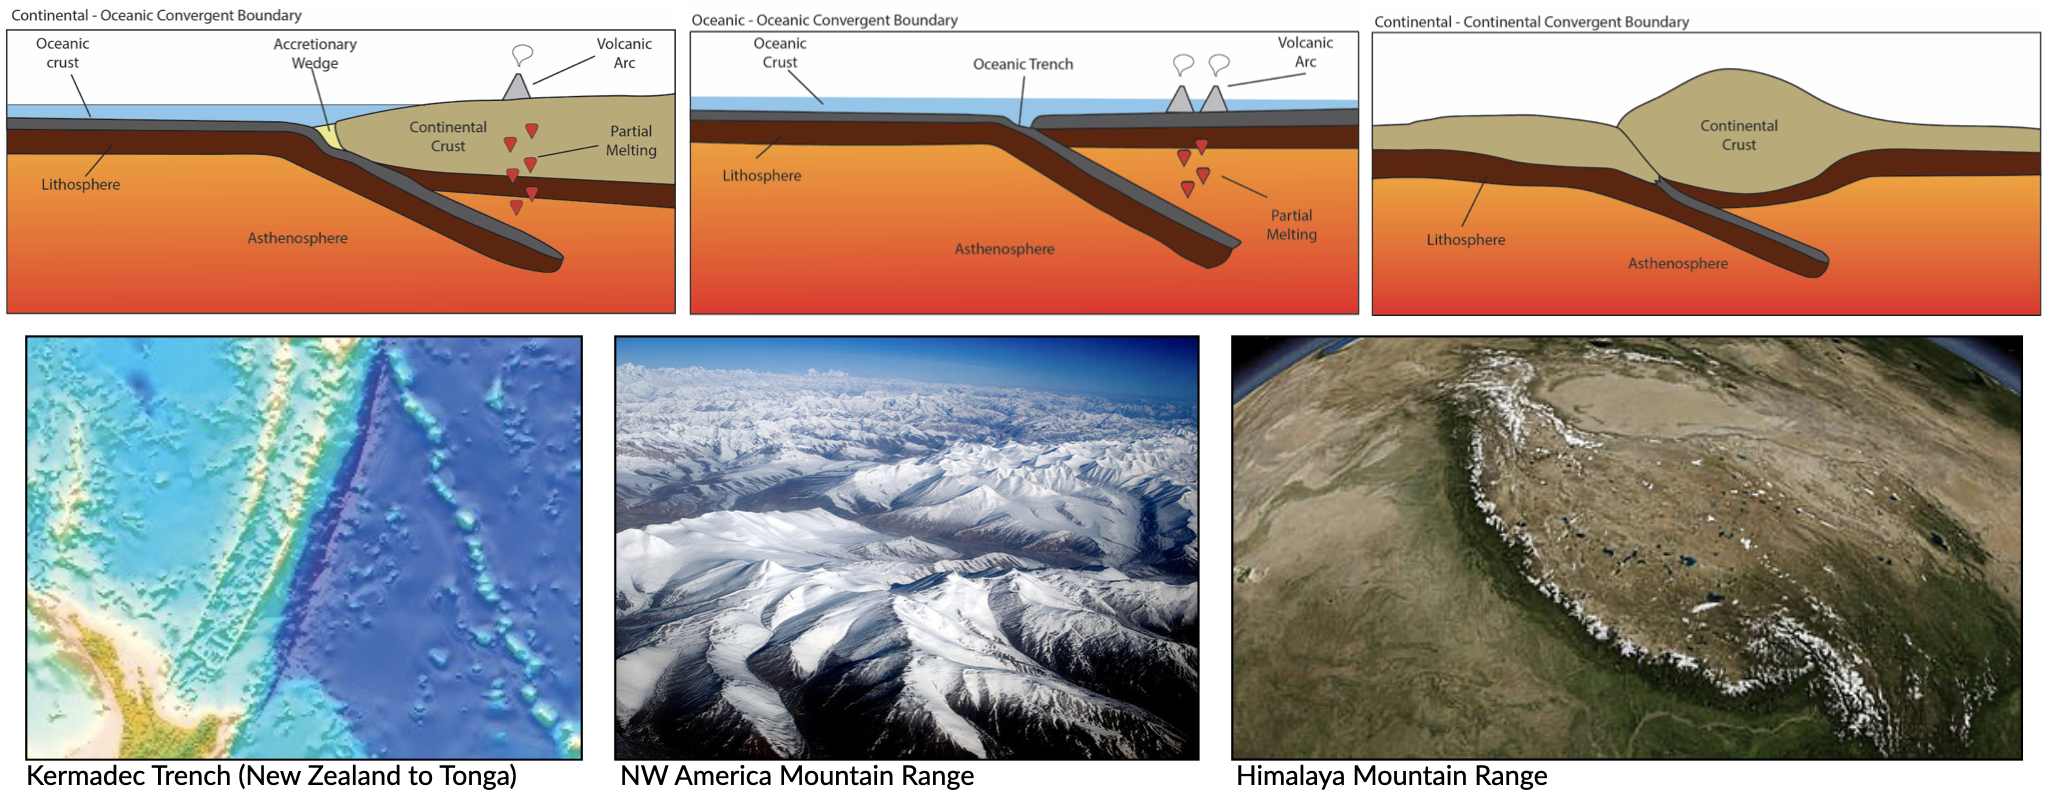 Continental - Oceanic Convergent Boundary
Oceanic
crust
Accretionary
Wedge
Volcanic
Arc
Continental
Crust
Partial
Melting
Lithosphere
Asthenosphere
Oceanic - Oceanic Convergent Boundary
Oceanic
Crust
Oceanic Trench
Volcanic
Arc
Lithosphere
Partial
Melting
Asthenosphere
Continental - Continental Convergent Boundary
Continental
Crust
Lithosphere
Asthenosphere
Kermadec Trench (New Zealand to Tonga)
NW America Mountain Range
Himalaya Mountain Range